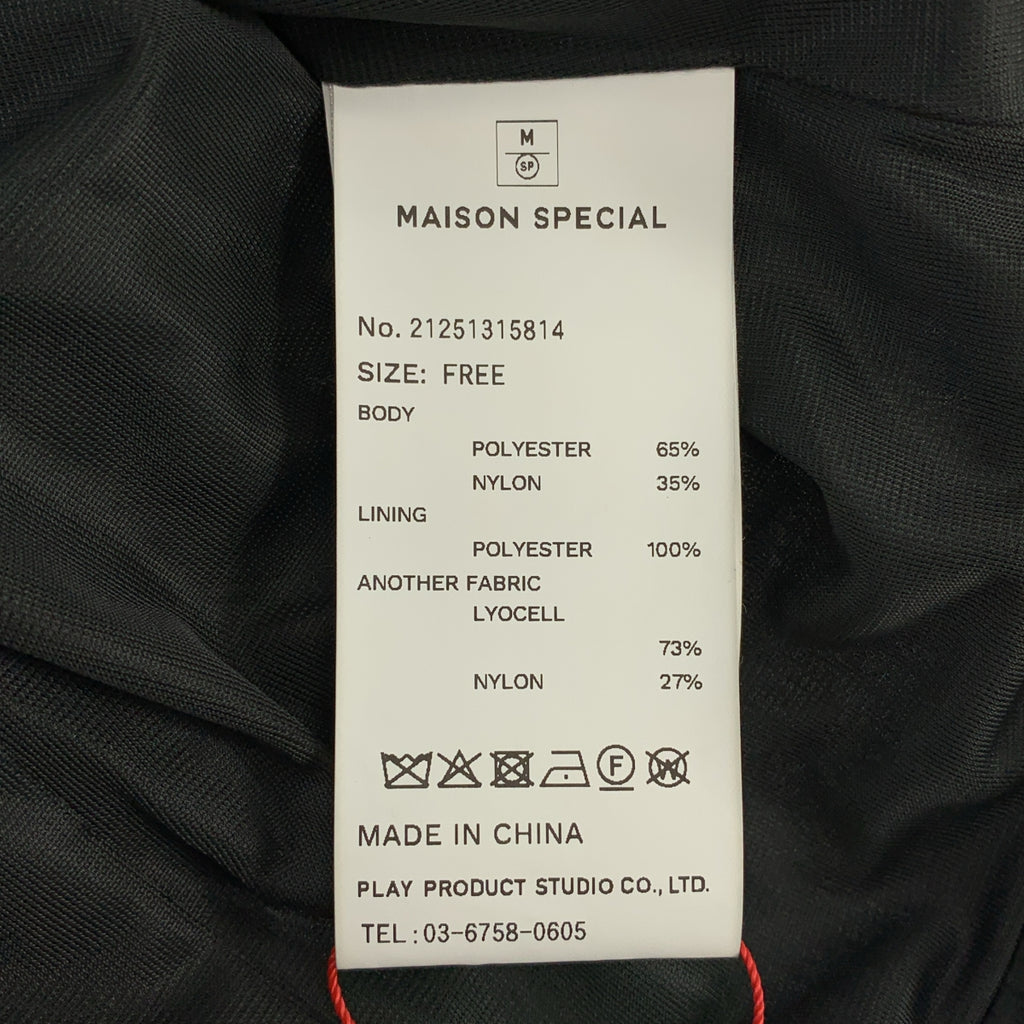 M
SP
MAISON SPECIAL
No. 21251315814
SIZE: FREE
BODY
POLYESTER 65%
NYLON 35%
LINING
POLYESTER 100%
ANOTHER FABRIC
LYOCELL
73%
NYLON 27%
F W
MADE IN CHINA
PLAY PRODUCT STUDIO CO., LTD.
TEL : 03-6758-0605